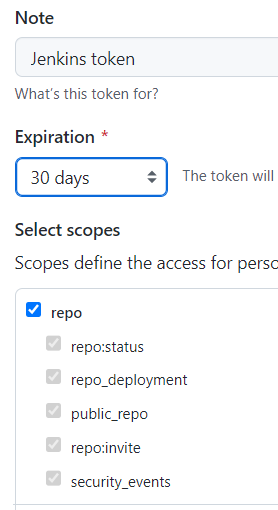 Note
Jenkins token
What's this token for?
Expiration *
30 days The token will
Select scopes
Scopes define the access for perso
repo
repo:status
repo_deployment
public_repo
repo:invite
security_events